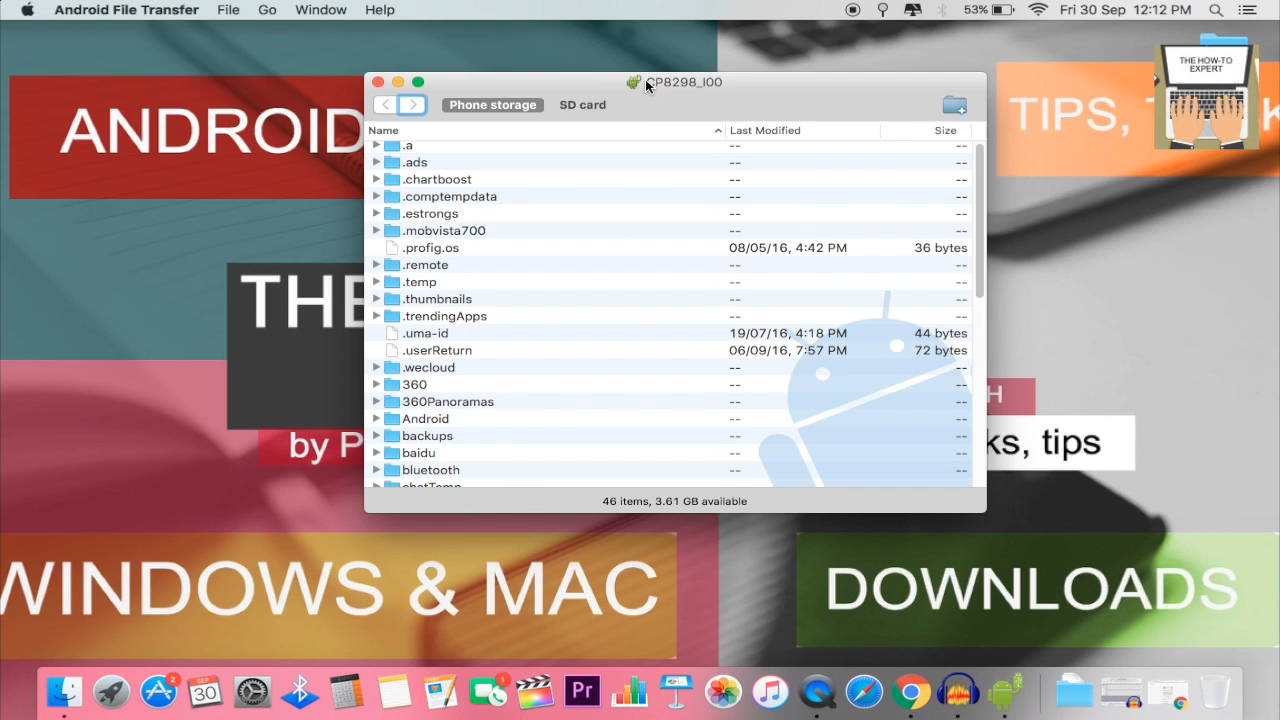 Android File Transfer File Go Window Help 53% Fri 30 Sep 12:12 PM
THE HOW-TO
EXPERT
CP8298_I00
Phone storage SD card
Name Last Modified Size
.a -- --
.ads -- --
.chartboost -- --
.comptempdata -- --
.estrongs -- --
.mobvista700 -- --
.profig.os 08/05/16, 4:42 PM 36 bytes
.remote -- --
.temp -- --
.thumbnails -- --
.trendingApps -- --
.uma-id 19/07/16, 4:18 PM 44 bytes
.userReturn 06/09/16, 7:57 PM 72 bytes
.wecloud -- --
360 -- --
360Panoramas -- --
Android -- --
backups -- --
baidu -- --
bluetooth -- --
46 items, 3.61 GB available
ANDROID
TIPS,
THE
H
by P
ks, tips
WINDOWS & MAC
DOWNLOADS
2
SEP
30
1
Pr